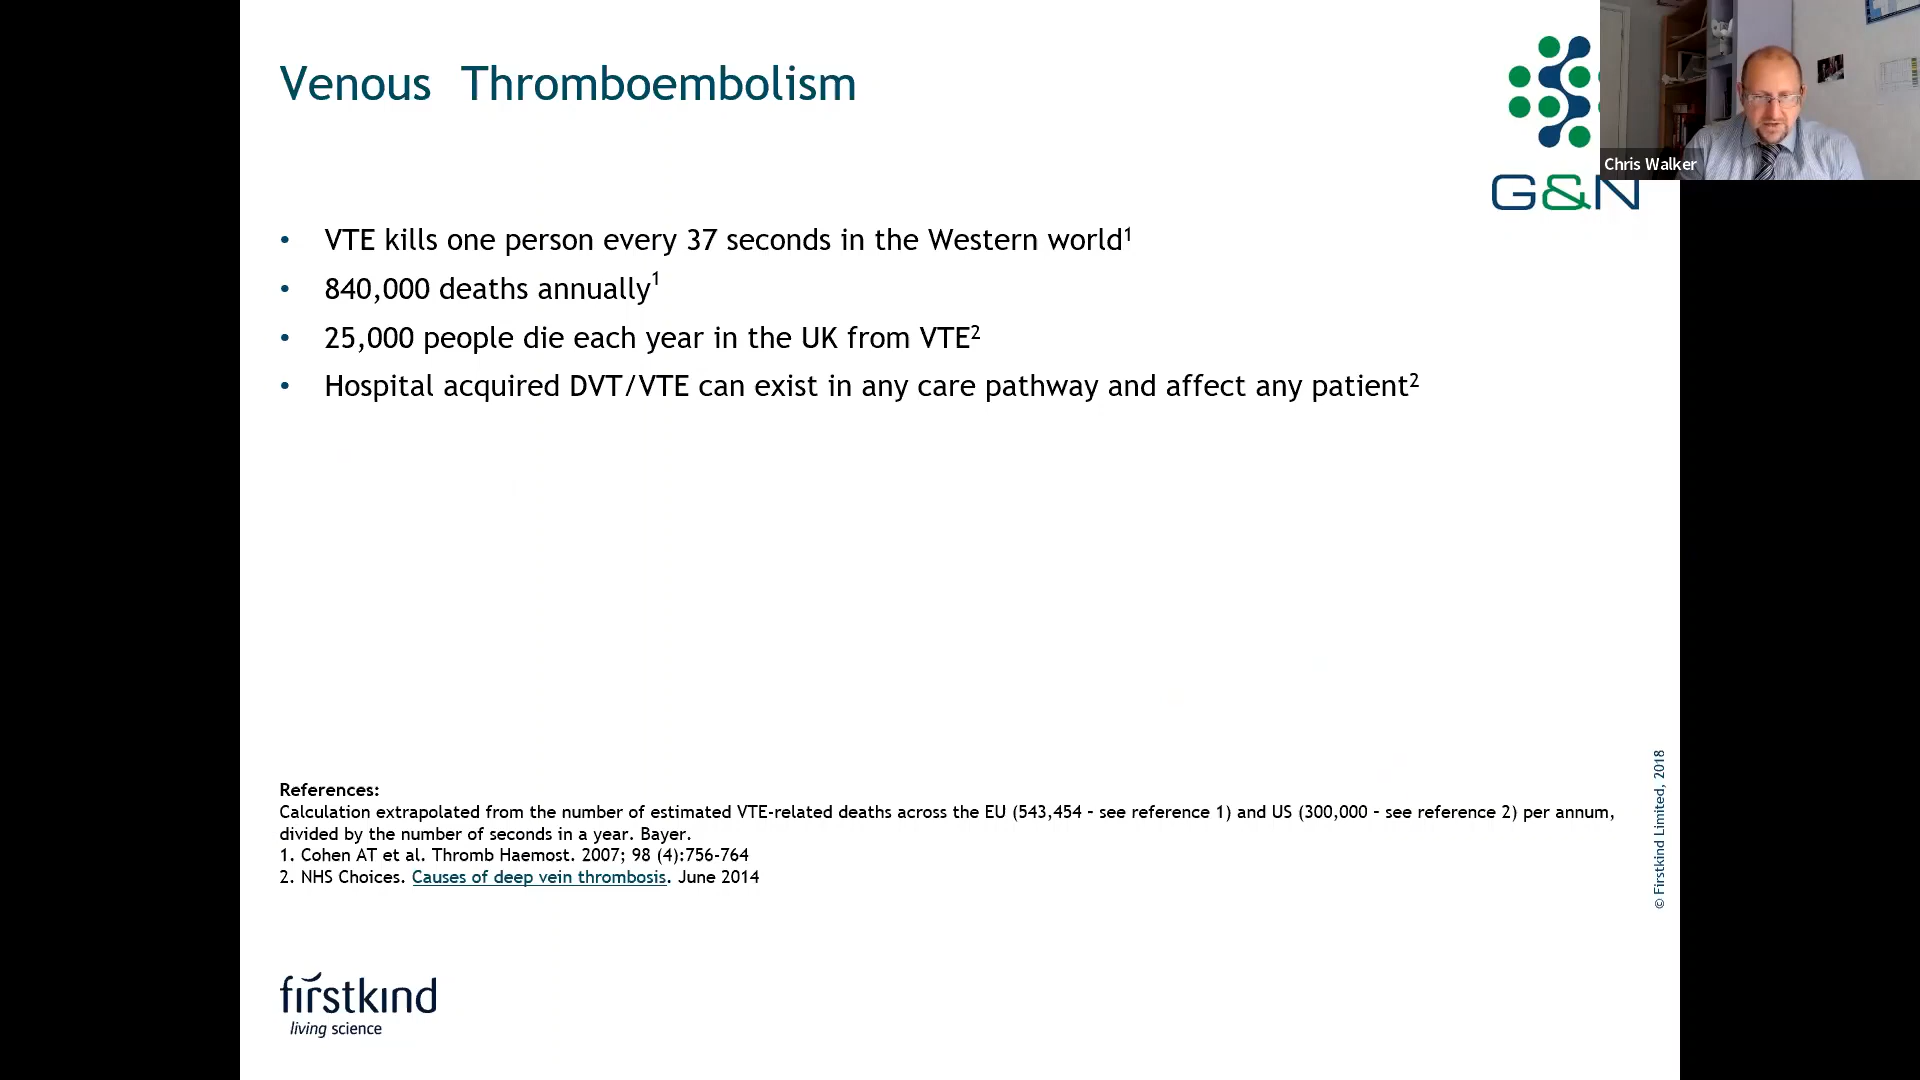 Venous Thromboembolism
G&N
Chris Walker
• VTE kills one person every 37 seconds in the Western world¹
• 840,000 deaths annually¹
• 25,000 people die each year in the UK from VTE²
• Hospital acquired DVT/VTE can exist in any care pathway and affect any patient²
References:
Calculation extrapolated from the number of estimated VTE-related deaths across the EU (543,454 – see reference 1) and US (300,000 – see reference 2) per annum,
divided by the number of seconds in a year. Bayer.
1. Cohen AT et al. Thromb Haemost. 2007; 98 (4):756-764
2. NHS Choices. Causes of deep vein thrombosis. June 2014
© Firstkind Limited, 2018
firstkind
living science